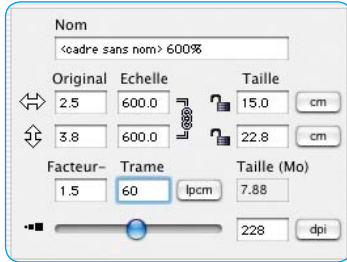 Nom
<cadre sans nom> 600%
Original Echelle Taille
2.5 600.0 15.0 cm
3.8 600.0 22.8 cm
Facteur- Trame Taille (Mo)
1.5 60 lpcm 7.88
228 dpi